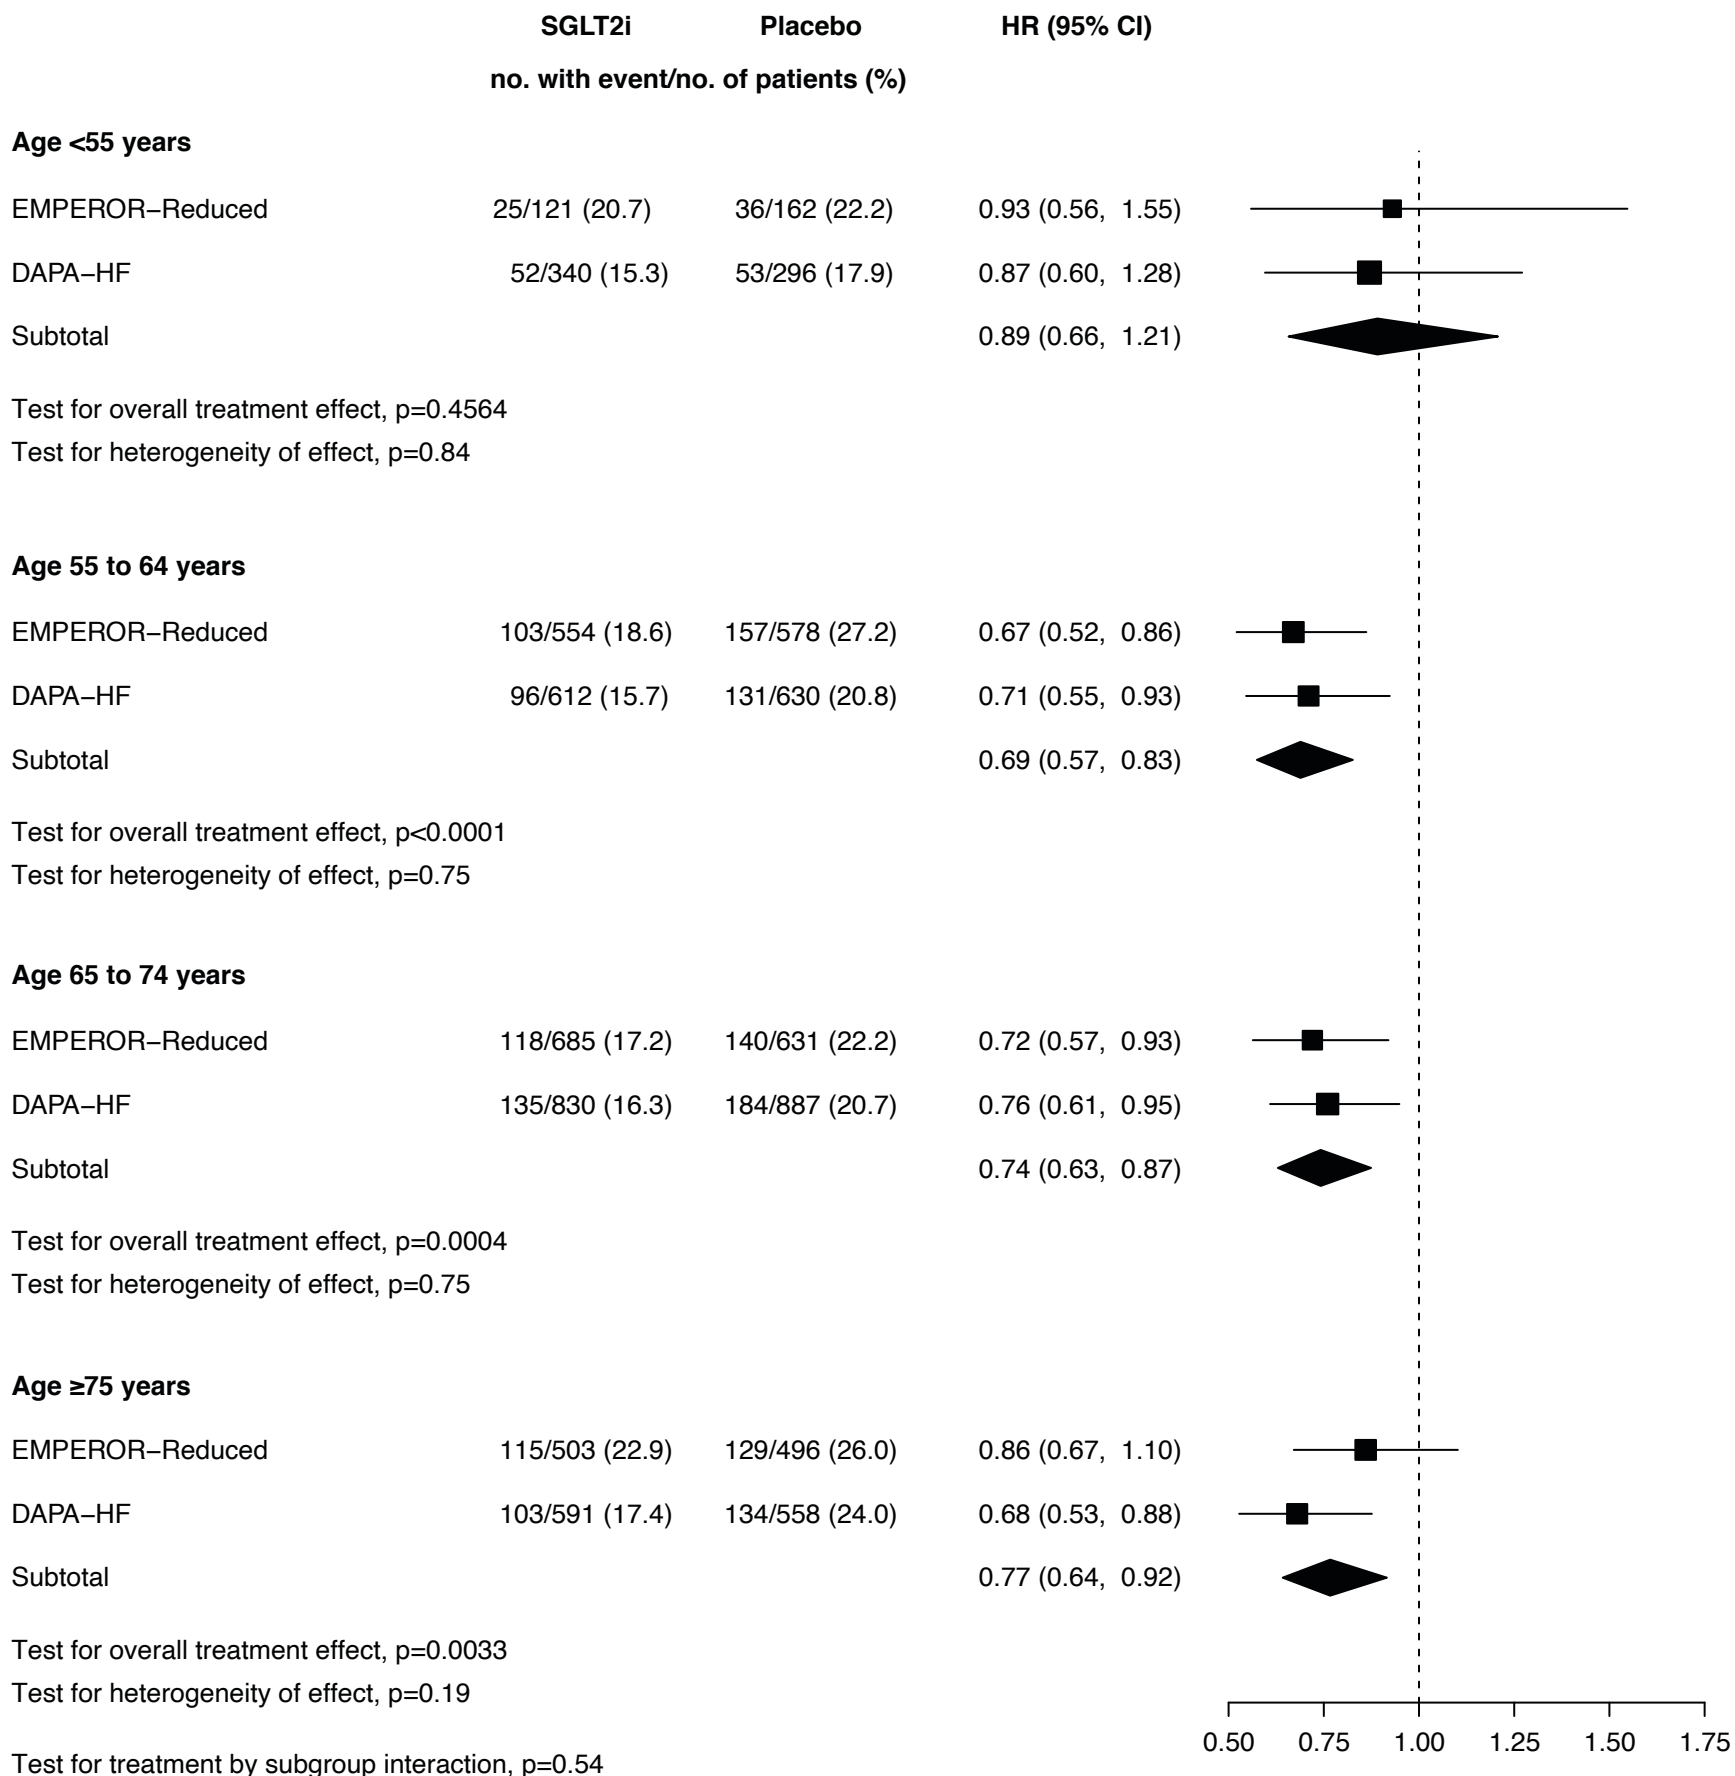 SGLT2i Placebo HR (95% CI)
no. with event/no. of patients (%)
Age <55 years
EMPEROR−Reduced 25/121 (20.7) 36/162 (22.2) 0.93 (0.56, 1.55)
DAPA−HF 52/340 (15.3) 53/296 (17.9) 0.87 (0.60, 1.28)
Subtotal 0.89 (0.66, 1.21)
Test for overall treatment effect, p=0.4564
Test for heterogeneity of effect, p=0.84
Age 55 to 64 years
EMPEROR−Reduced 103/554 (18.6) 157/578 (27.2) 0.67 (0.52, 0.86)
DAPA−HF 96/612 (15.7) 131/630 (20.8) 0.71 (0.55, 0.93)
Subtotal 0.69 (0.57, 0.83)
Test for overall treatment effect, p<0.0001
Test for heterogeneity of effect, p=0.75
Age 65 to 74 years
EMPEROR−Reduced 118/685 (17.2) 140/631 (22.2) 0.72 (0.57, 0.93)
DAPA−HF 135/830 (16.3) 184/887 (20.7) 0.76 (0.61, 0.95)
Subtotal 0.74 (0.63, 0.87)
Test for overall treatment effect, p=0.0004
Test for heterogeneity of effect, p=0.75
Age ≥75 years
EMPEROR−Reduced 115/503 (22.9) 129/496 (26.0) 0.86 (0.67, 1.10)
DAPA−HF 103/591 (17.4) 134/558 (24.0) 0.68 (0.53, 0.88)
Subtotal 0.77 (0.64, 0.92)
Test for overall treatment effect, p=0.0033
Test for heterogeneity of effect, p=0.19
0.50 0.75 1.00 1.25 1.50 1.75
Test for treatment by subgroup interaction, p=0.54